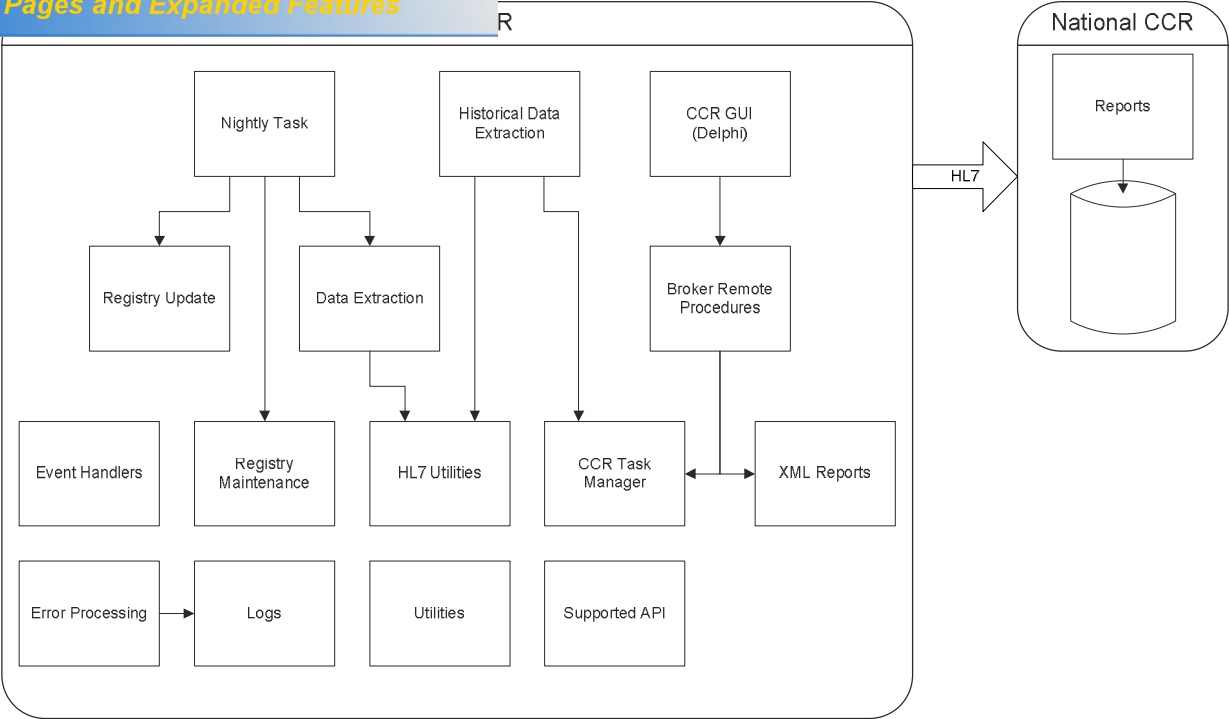 Pages and Expanded Features
R
National CCR
Nightly Task
Historical Data
Extraction
CCR GUI
(Delphi)
Reports
HL7
Registry Update
Data Extraction
Broker Remote
Procedures
Event Handlers
Registry
Maintenance
HL7 Utilities
CCR Task
Manager
XML Reports
Error Processing
Logs
Utilities
Supported API